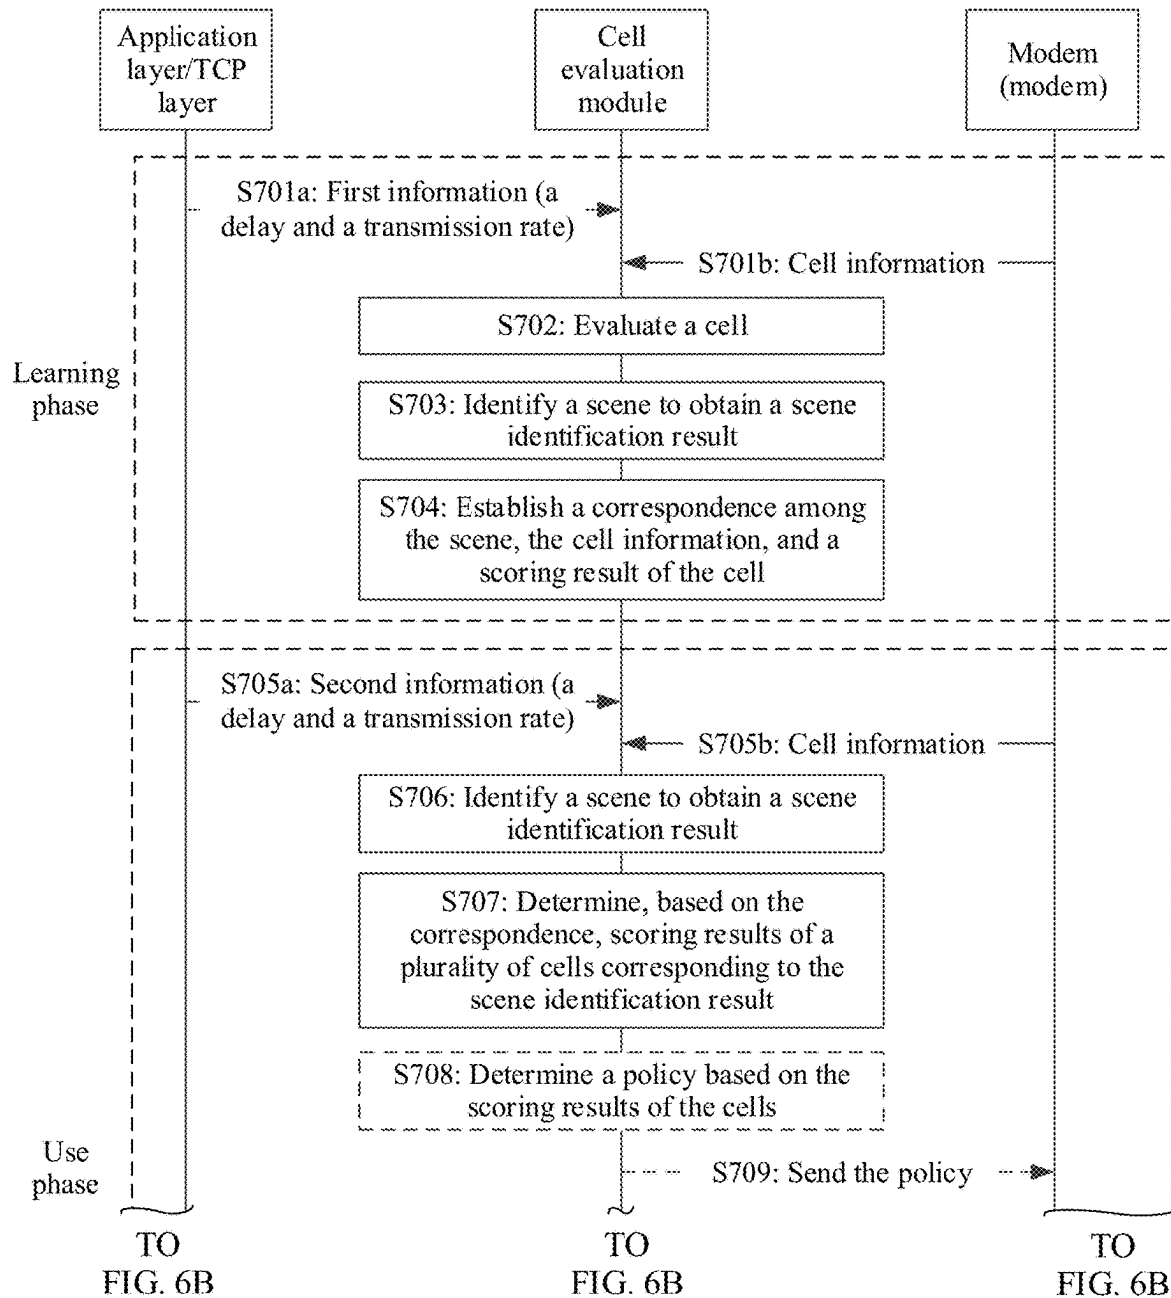 Application
layer/TCP
layer
Cell
evaluation
module
Modem
(modem)
S701a: First information (a
delay and a transmission rate)
S701b: Cell information
S702: Evaluate a cell
Learning
phase
S703: Identify a scene to obtain a scene
identification result
S704: Establish a correspondence among
the scene, the cell information, and a
scoring result of the cell
S705a: Second information (a
delay and a transmission rate)
S705b: Cell information
S706: Identify a scene to obtain a scene
identification result
S707: Determine, based on the
correspondence, scoring results of a
plurality of cells corresponding to the
scene identification result
S708: Determine a policy based on the
scoring results of the cells
Use
phase
S709: Send the policy
TO
FIG. 6B
TO
FIG. 6B
TO
FIG. 6B